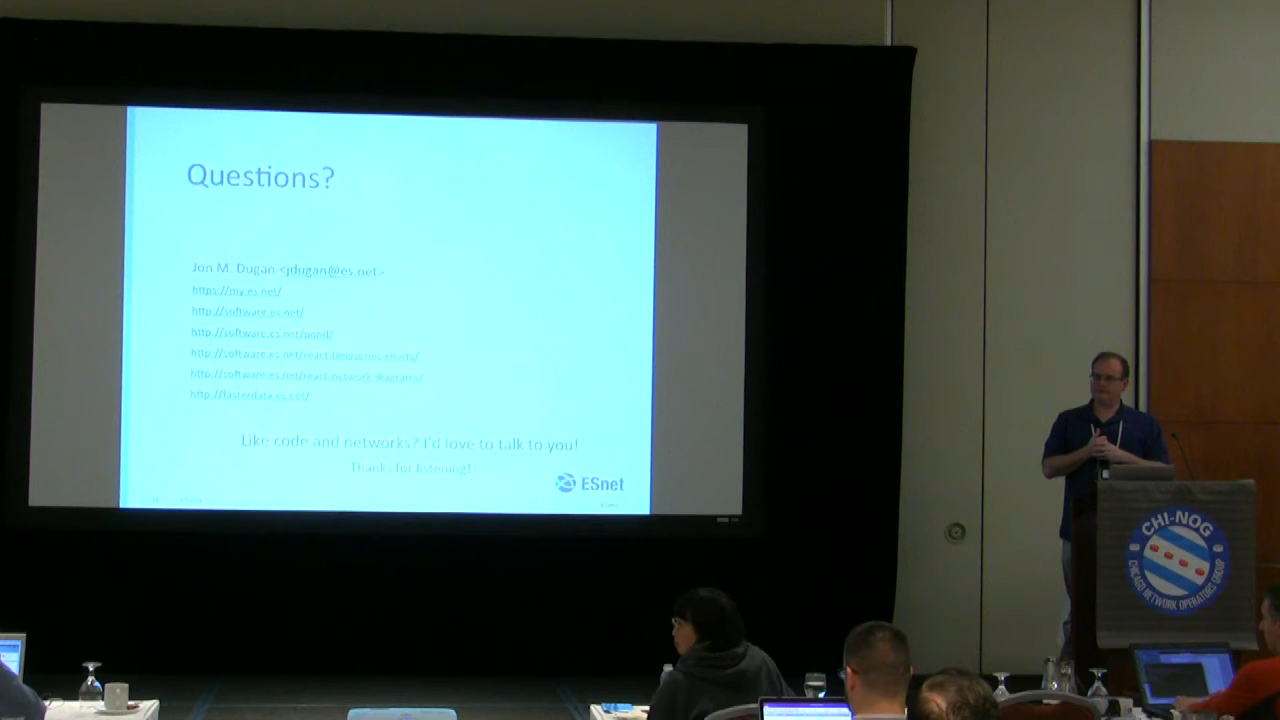 Questions?
Jon M. Dugan <jdugan@es.net>
https://my.es.net/
http://software.es.net/
http://software.es.net/pond/
http://software.es.net/react-timeseries-charts/
http://software.es.net/react-network-diagrams/
http://fasterdata.es.net/
Like code and networks? I'd love to talk to you!
Thanks for listening!
ESnet
CHI-NOG
CHICAGO NETWORK OPERATORS GROUP